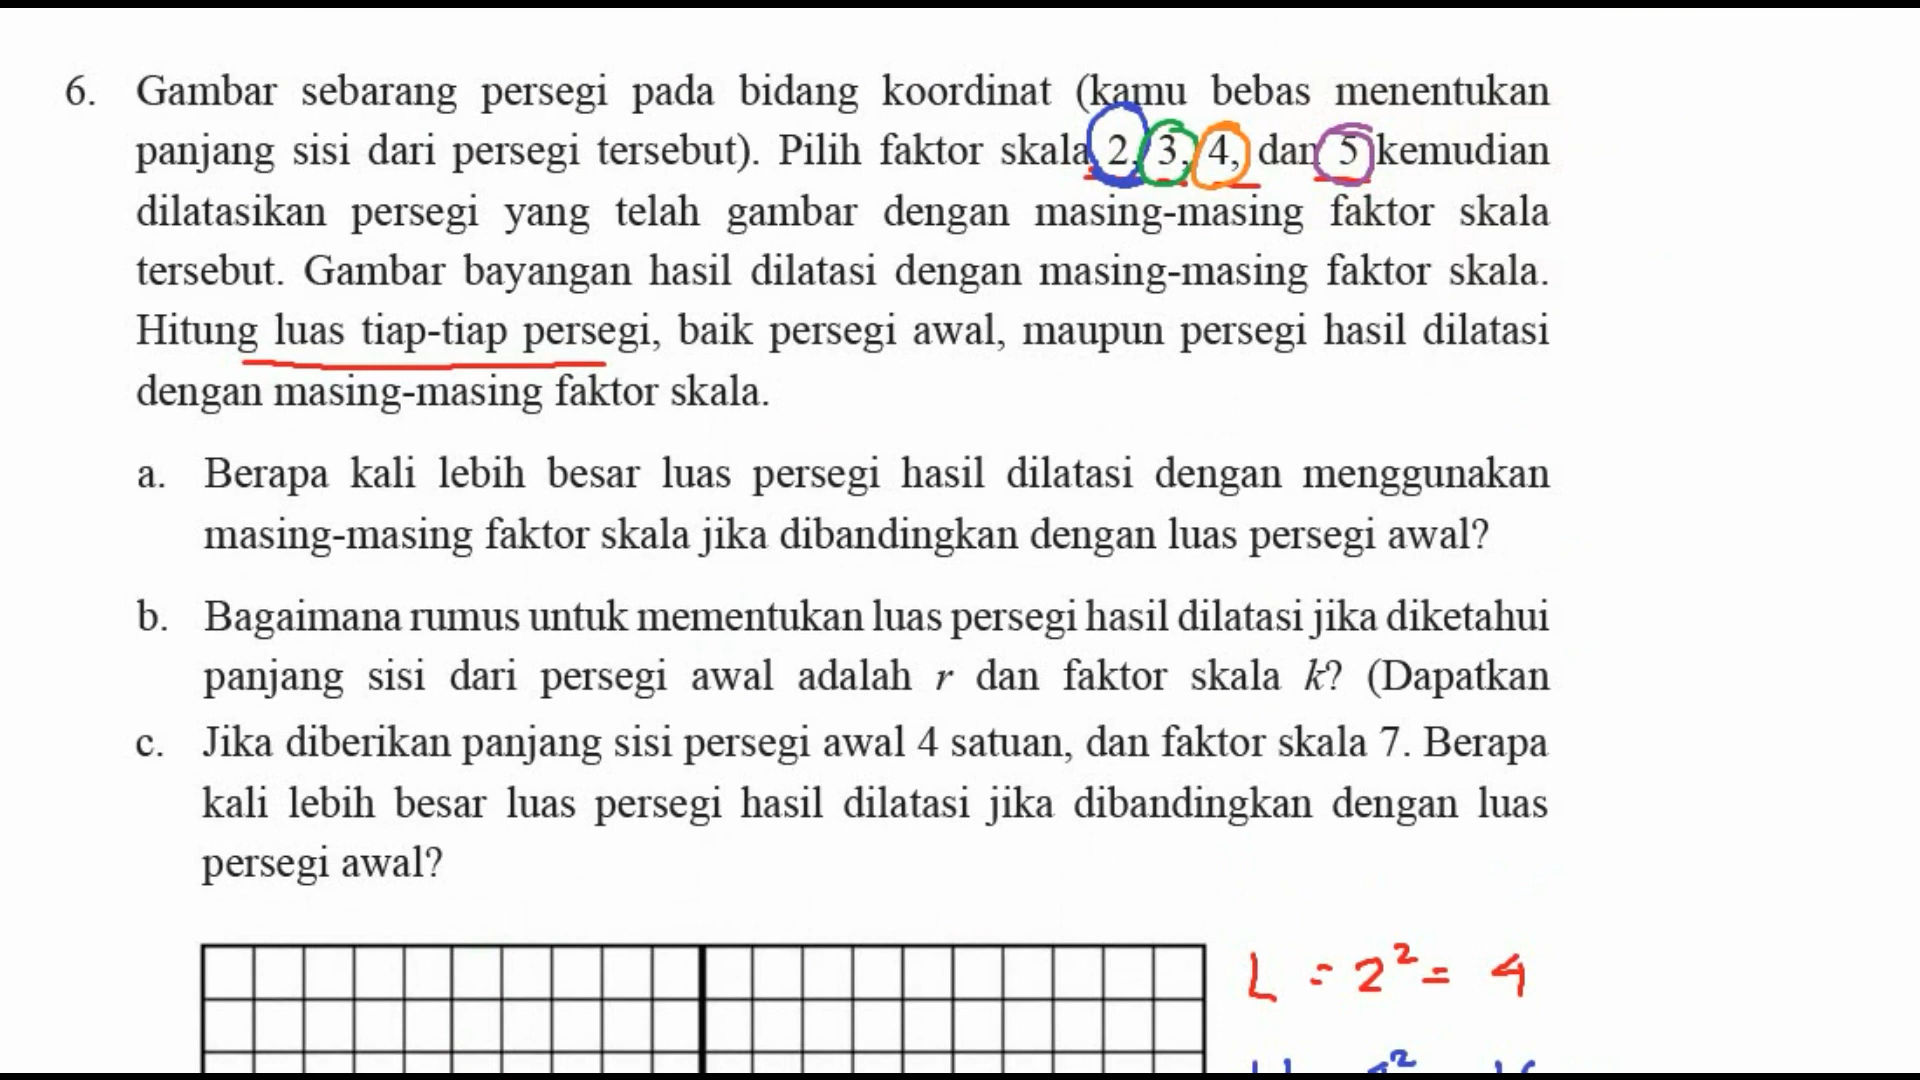 6. Gambar sebarang persegi pada bidang koordinat (kamu bebas menentukan
panjang sisi dari persegi tersebut). Pilih faktor skala 2, 3, 4, dan 5 kemudian
dilatasikan persegi yang telah gambar dengan masing-masing faktor skala
tersebut. Gambar bayangan hasil dilatasi dengan masing-masing faktor skala.
Hitung luas tiap-tiap persegi, baik persegi awal, maupun persegi hasil dilatasi
dengan masing-masing faktor skala.
a. Berapa kali lebih besar luas persegi hasil dilatasi dengan menggunakan
masing-masing faktor skala jika dibandingkan dengan luas persegi awal?
b. Bagaimana rumus untuk mementukan luas persegi hasil dilatasi jika diketahui
panjang sisi dari persegi awal adalah r dan faktor skala k? (Dapatkan
c. Jika diberikan panjang sisi persegi awal 4 satuan, dan faktor skala 7. Berapa
kali lebih besar luas persegi hasil dilatasi jika dibandingkan dengan luas
persegi awal?
L = 2² = 4